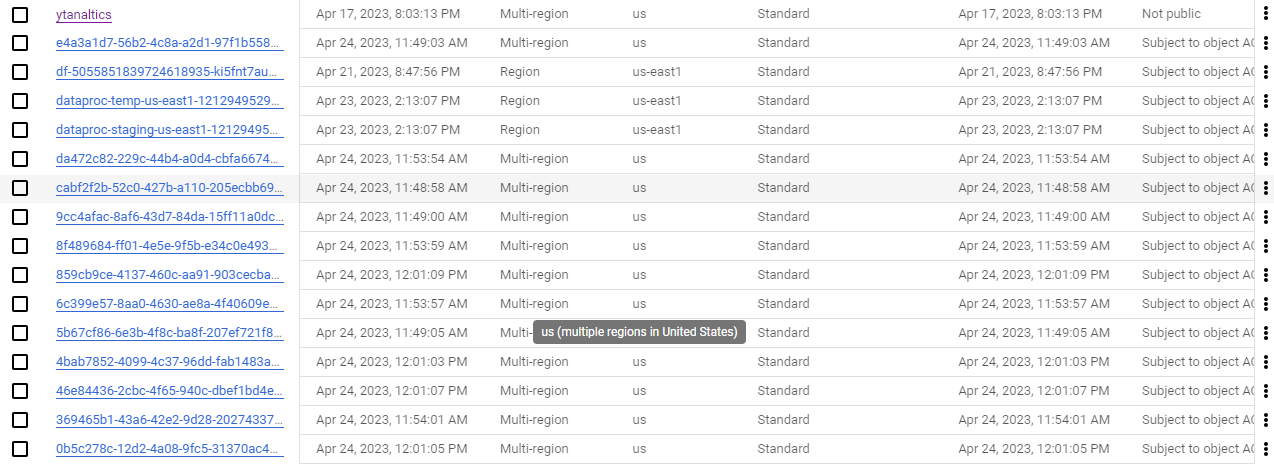 ytanaltics Apr 17, 2023, 8:03:13 PM Multi-region us Standard Apr 17, 2023, 8:03:13 PM Not public
e4a3a1d7-56b2-4c8a-a2d1-97f1b558... Apr 24, 2023, 11:49:03 AM Multi-region us Standard Apr 24, 2023, 11:49:03 AM Subject to object AC
df-5055851839724618935-ki5fnt7au... Apr 21, 2023, 8:47:56 PM Region us-east1 Standard Apr 21, 2023, 8:47:56 PM Subject to object AC
dataproc-temp-us-east1-1212949529... Apr 23, 2023, 2:13:07 PM Region us-east1 Standard Apr 23, 2023, 2:13:07 PM Subject to object AC
dataproc-staging-us-east1-12129495... Apr 23, 2023, 2:13:07 PM Region us-east1 Standard Apr 23, 2023, 2:13:07 PM Subject to object AC
da472c82-229c-44b4-a0d4-cbfa6674... Apr 24, 2023, 11:53:54 AM Multi-region us Standard Apr 24, 2023, 11:53:54 AM Subject to object AC
cabf2f2b-52c0-427b-a110-205ecbb69... Apr 24, 2023, 11:48:58 AM Multi-region us Standard Apr 24, 2023, 11:48:58 AM Subject to object AC
9cc4afac-8af6-43d7-84da-15ff11a0dc... Apr 24, 2023, 11:49:00 AM Multi-region us Standard Apr 24, 2023, 11:49:00 AM Subject to object AC
8f489684-ff01-4e5e-9f5b-e34c0e493... Apr 24, 2023, 11:53:59 AM Multi-region us Standard Apr 24, 2023, 11:53:59 AM Subject to object AC
859cb9ce-4137-460c-aa91-903cecba... Apr 24, 2023, 12:01:09 PM Multi-region us Standard Apr 24, 2023, 12:01:09 PM Subject to object AC
6c399e57-8aa0-4630-ae8a-4f40609e... Apr 24, 2023, 11:53:57 AM Multi-region us Standard Apr 24, 2023, 11:53:57 AM Subject to object AC
5b67cf86-6e3b-4f8c-ba8f-207ef721f8... Apr 24, 2023, 11:49:05 AM Multi- us (multiple regions in United States) Standard Apr 24, 2023, 11:49:05 AM Subject to object AC
4bab7852-4099-4c37-96dd-fab1483a... Apr 24, 2023, 12:01:03 PM Multi-region us Standard Apr 24, 2023, 12:01:03 PM Subject to object AC
46e84436-2cbc-4f65-940c-dbef1bd4e... Apr 24, 2023, 12:01:07 PM Multi-region us Standard Apr 24, 2023, 12:01:07 PM Subject to object AC
369465b1-43a6-42e2-9d28-20274337... Apr 24, 2023, 11:54:01 AM Multi-region us Standard Apr 24, 2023, 11:54:01 AM Subject to object AC
0b5c278c-12d2-4a08-9fc5-31370ac4... Apr 24, 2023, 12:01:05 PM Multi-region us Standard Apr 24, 2023, 12:01:05 PM Subject to object AC